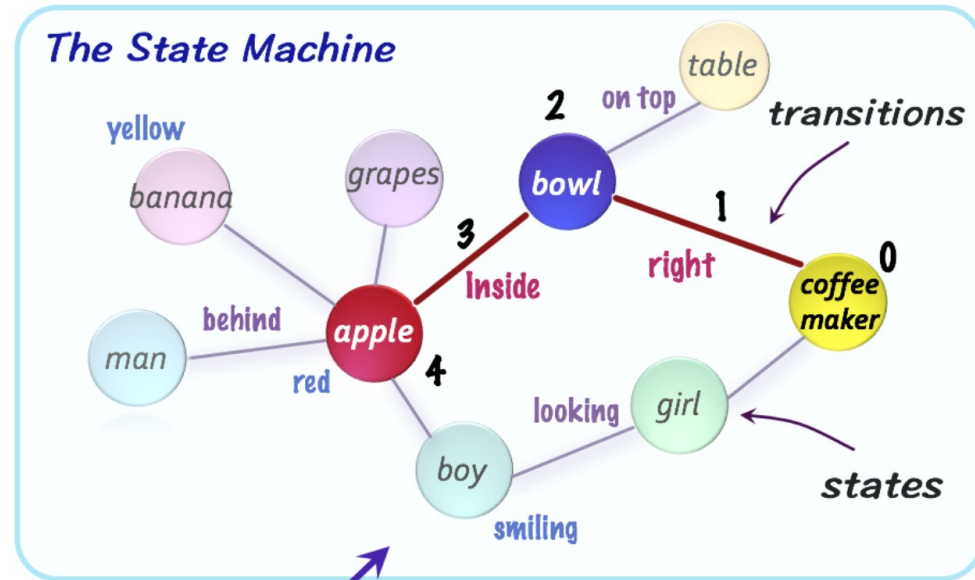 The State Machine
table
on top
2
transitions
yellow
grapes
banana
bowl
1
3
right
0
Inside
coffee
maker
behind
apple
man
4
red
looking
girl
boy
states
smiling